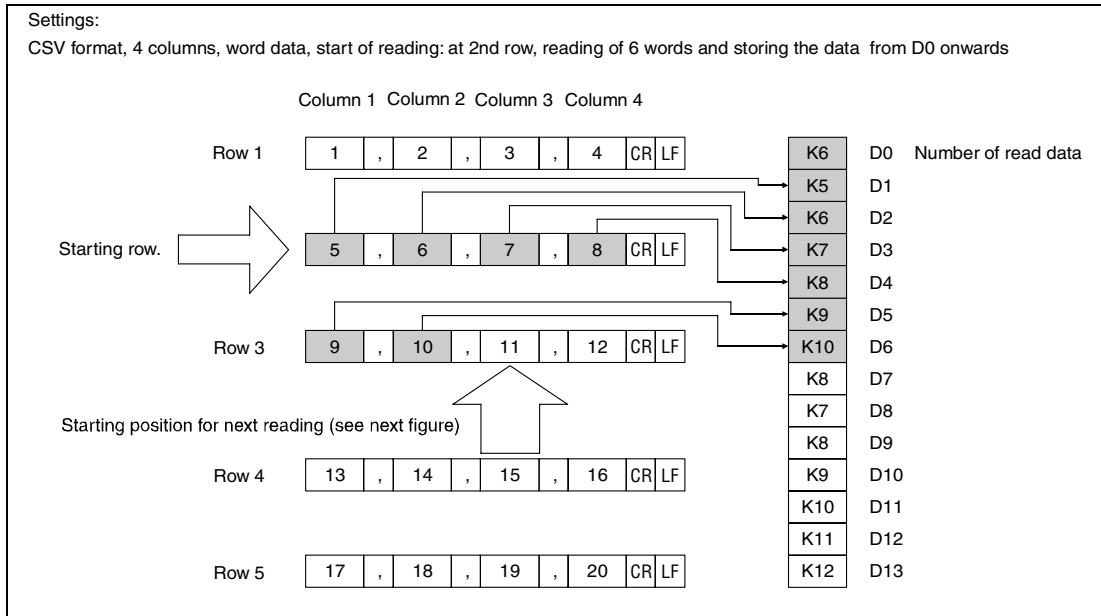 Settings:
CSV format, 4 columns, word data, start of reading: at 2nd row, reading of 6 words and storing the data from D0 onwards
Column 1 Column 2 Column 3 Column 4
Row 1 1 , 2 , 3 , 4 CR LF K6 D0 Number of read data
K5 D1
K6 D2
Starting row. 5 , 6 , 7 , 8 CR LF K7 D3
K8 D4
K9 D5
Row 3 9 , 10 , 11 , 12 CR LF K10 D6
K8 D7
Starting position for next reading (see next figure) K7 D8
K8 D9
Row 4 13 , 14 , 15 , 16 CR LF K9 D10
K10 D11
K11 D12
Row 5 17 , 18 , 19 , 20 CR LF K12 D13